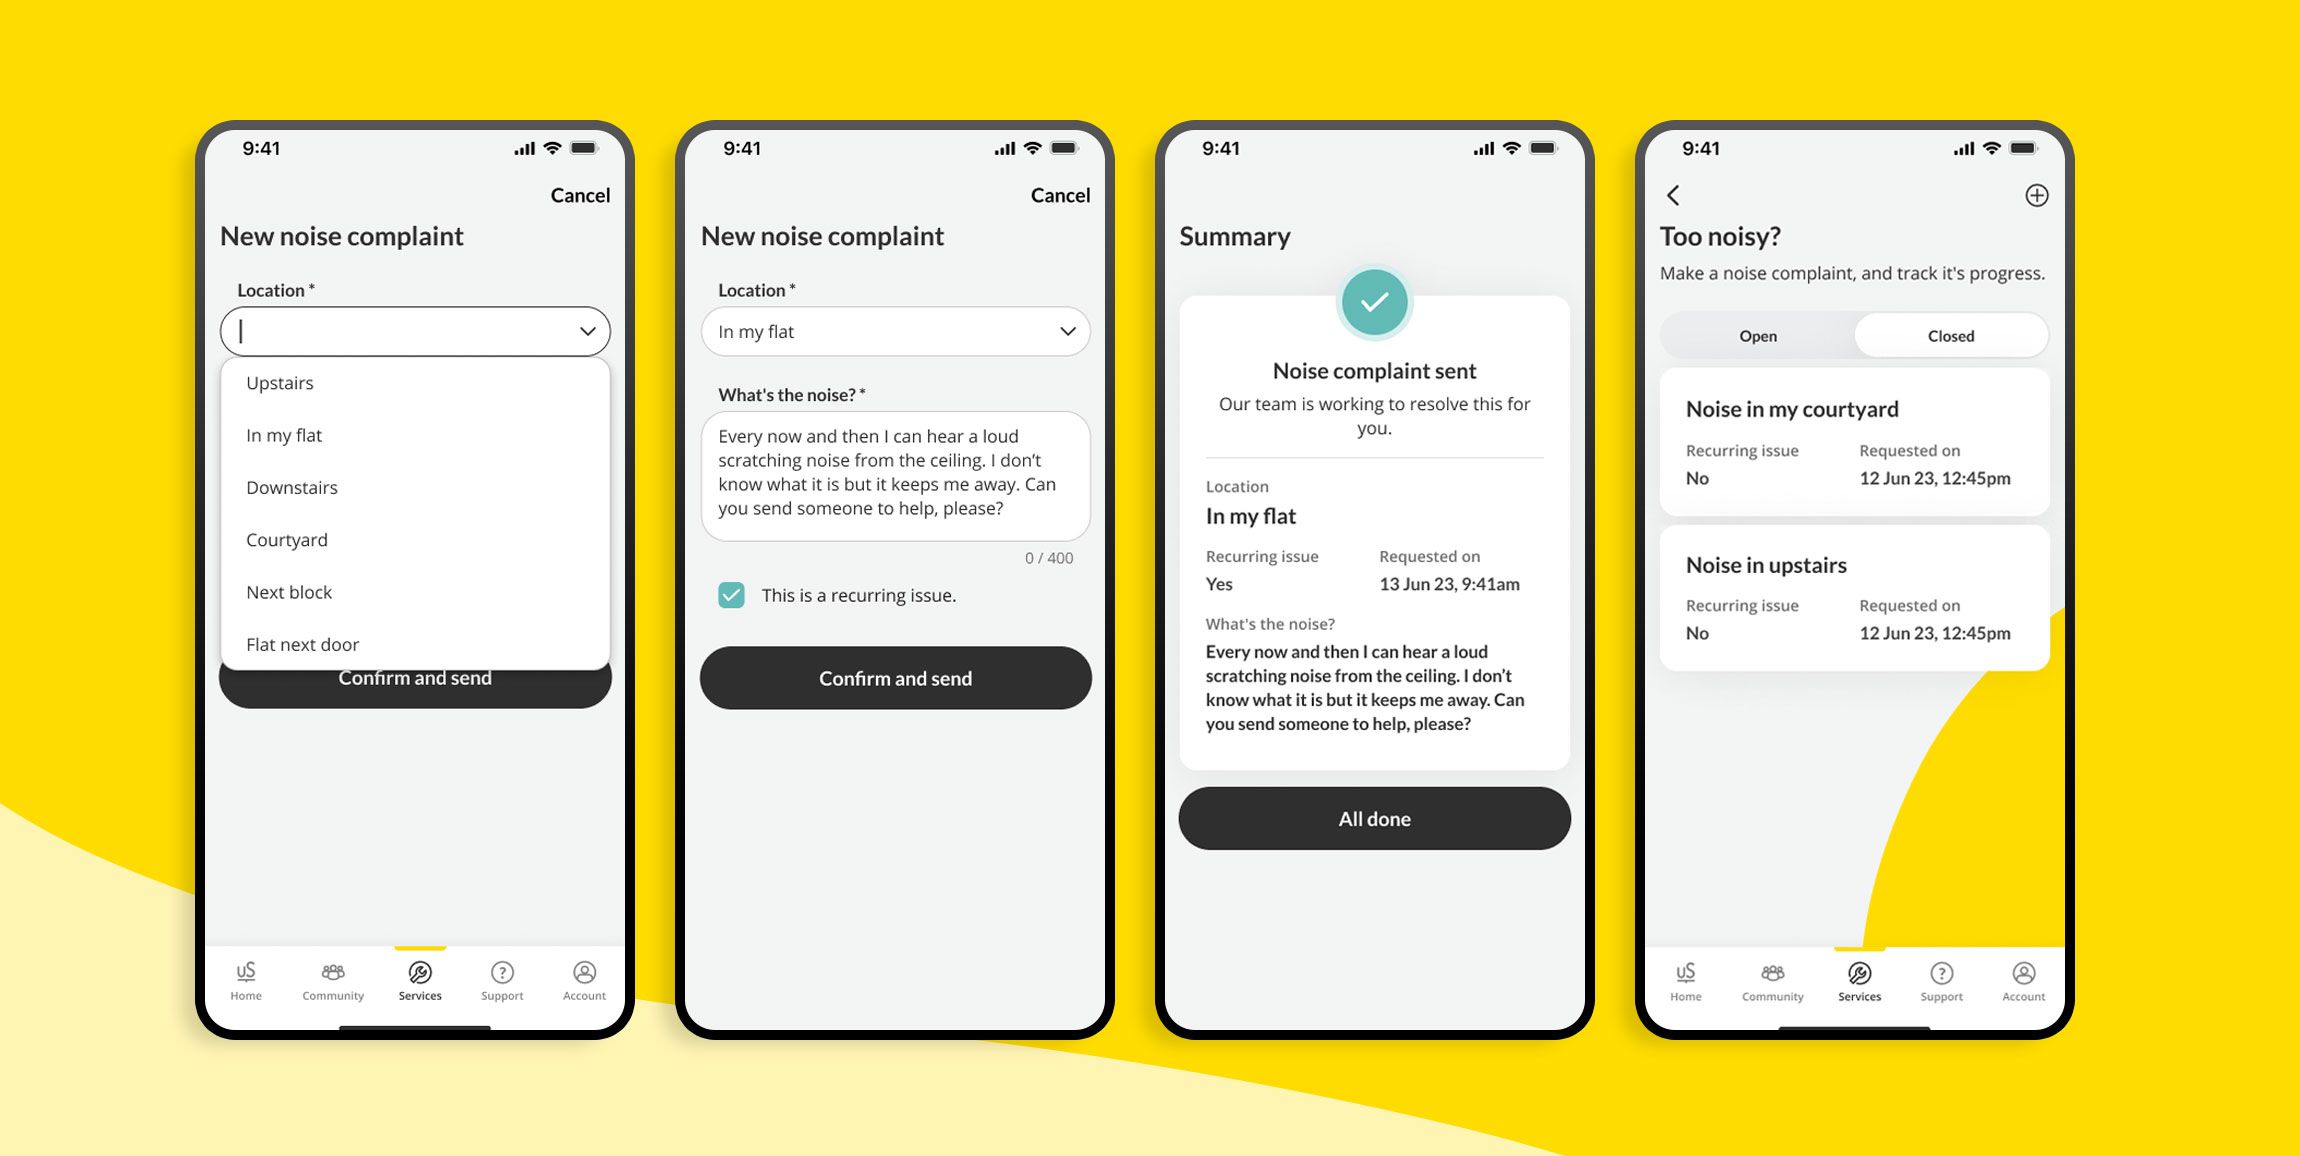 9:41
Cancel
New noise complaint
Location *
Upstairs
In my flat
Downstairs
Courtyard
Next block
Flat next door
Confirm and send
uS
Home
Community
Services
?
Support
Account
9:41
Cancel
New noise complaint
Location *
In my flat
What's the noise? *
Every now and then I can hear a loud
scratching noise from the ceiling. I don’t
know what it is but it keeps me away. Can
you send someone to help, please?
0 / 400
This is a recurring issue.
Confirm and send
9:41
Summary
Noise complaint sent
Our team is working to resolve this for
you.
Location
In my flat
Recurring issue
Requested on
Yes
13 Jun 23, 9:41am
What's the noise?
Every now and then I can hear a loud
scratching noise from the ceiling. I don’t
know what it is but it keeps me away. Can
you send someone to help, please?
All done
9:41
Too noisy?
Make a noise complaint, and track it's progress.
Open
Closed
Noise in my courtyard
Recurring issue
Requested on
No
12 Jun 23, 12:45pm
Noise in upstairs
Recurring issue
Requested on
No
12 Jun 23, 12:45pm
uS
Home
Community
Services
?
Support
Account